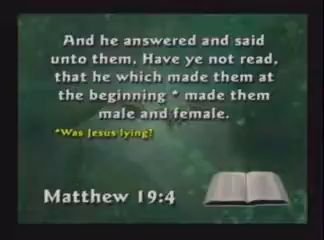 And he answered and said
unto them, Have ye not read,
that he which made them at
the beginning * made them
male and female.
*Was Jesus lying?
Matthew 19:4